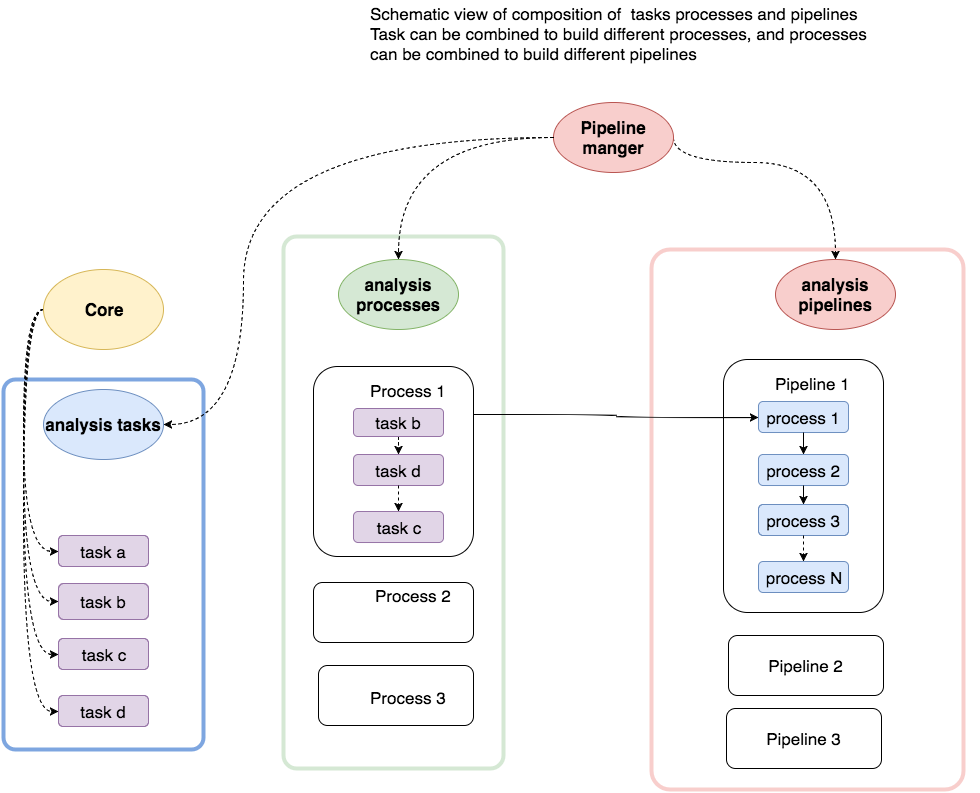 Schematic view of composition of  tasks processes and pipelines
Task can be combined to build different processes, and processes
can be combined to build different pipelines
Pipeline
manger
Core
analysis tasks
task a
task b
task c
task d
analysis
processes
Process 1
task b
task d
task c
Process 2
Process 3
analysis
pipelines
Pipeline 1
process 1
process 2
process 3
process N
Pipeline 2
Pipeline 3